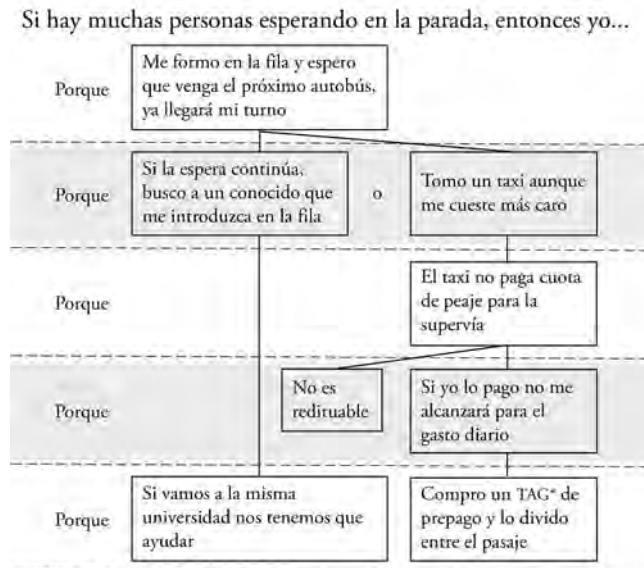 Si hay muchas personas esperando en la parada, entonces yo...
Porque
Me formo en la fila y espero
que venga el próximo autobús,
ya llegará mi turno
Porque
Si la espera continúa,
busco a un conocido que
me introduzca en la fila
o
Tomo un taxi aunque
me cueste más caro
Porque
El taxi no paga cuota
de peaje para la
supervía
Porque
No es
redituable
Si yo lo pago no me
alcanzará para el
gasto diario
Porque
Si vamos a la misma
universidad nos tenemos que
ayudar
Compro un TAG* de
prepago y lo divido
entre el pasaje